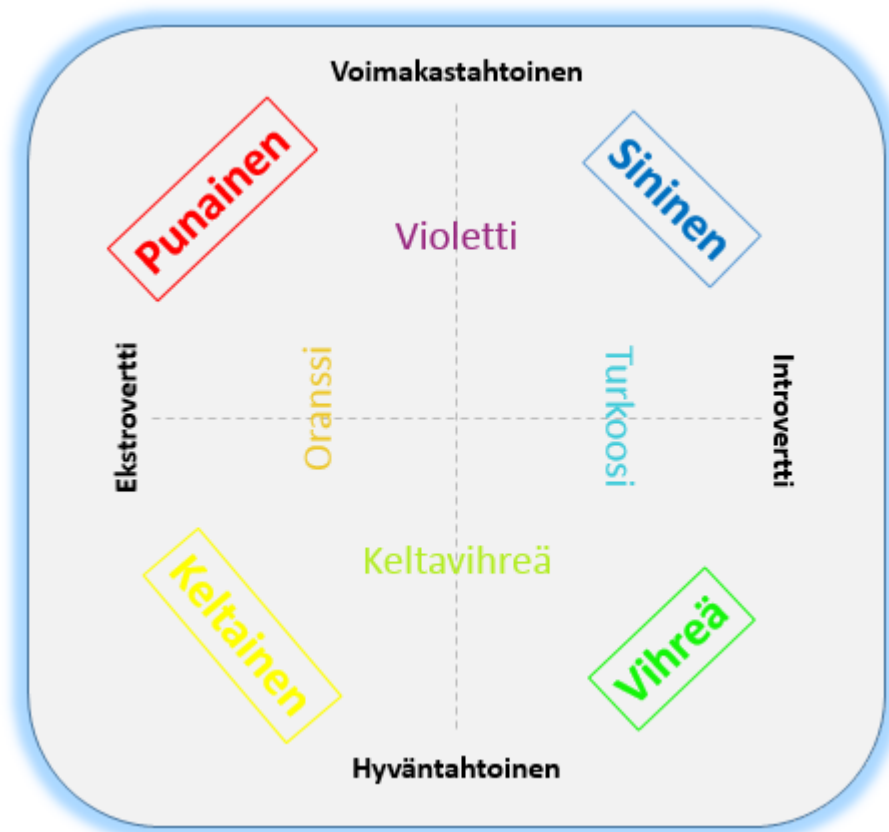 Voimakastahtoinen
Punainen
Sininen
Violetti
Ekstrovertti
Oranssi
Turkoosi
Introvertti
Keltavihreä
Keltainen
Vihreä
Hyväntahtoinen